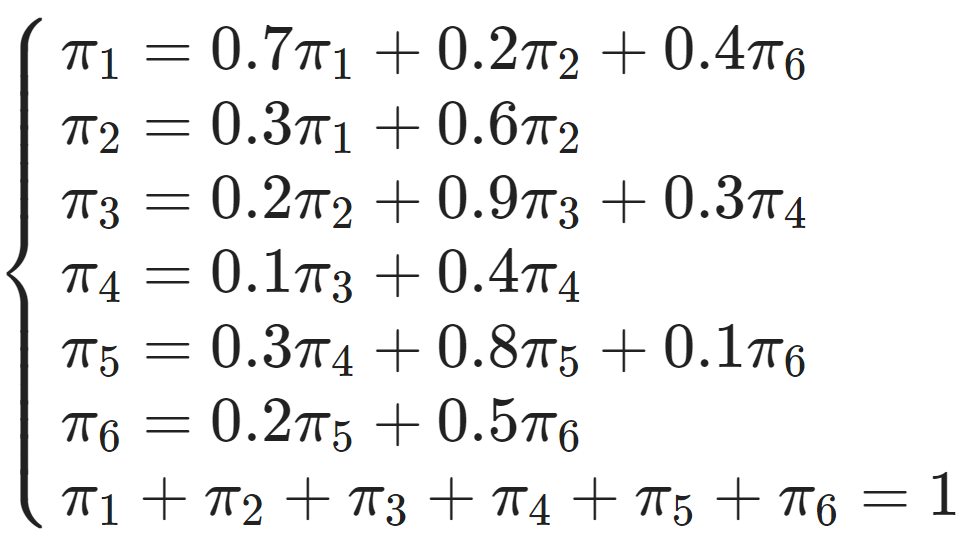 π₁ = 0.7π₁ + 0.2π₂ + 0.4π₆
π₂ = 0.3π₁ + 0.6π₂
π₃ = 0.2π₂ + 0.9π₃ + 0.3π₄
π₄ = 0.1π₃ + 0.4π₄
π₅ = 0.3π₄ + 0.8π₅ + 0.1π₆
π₆ = 0.2π₅ + 0.5π₆
π₁ + π₂ + π₃ + π₄ + π₅ + π₆ = 1